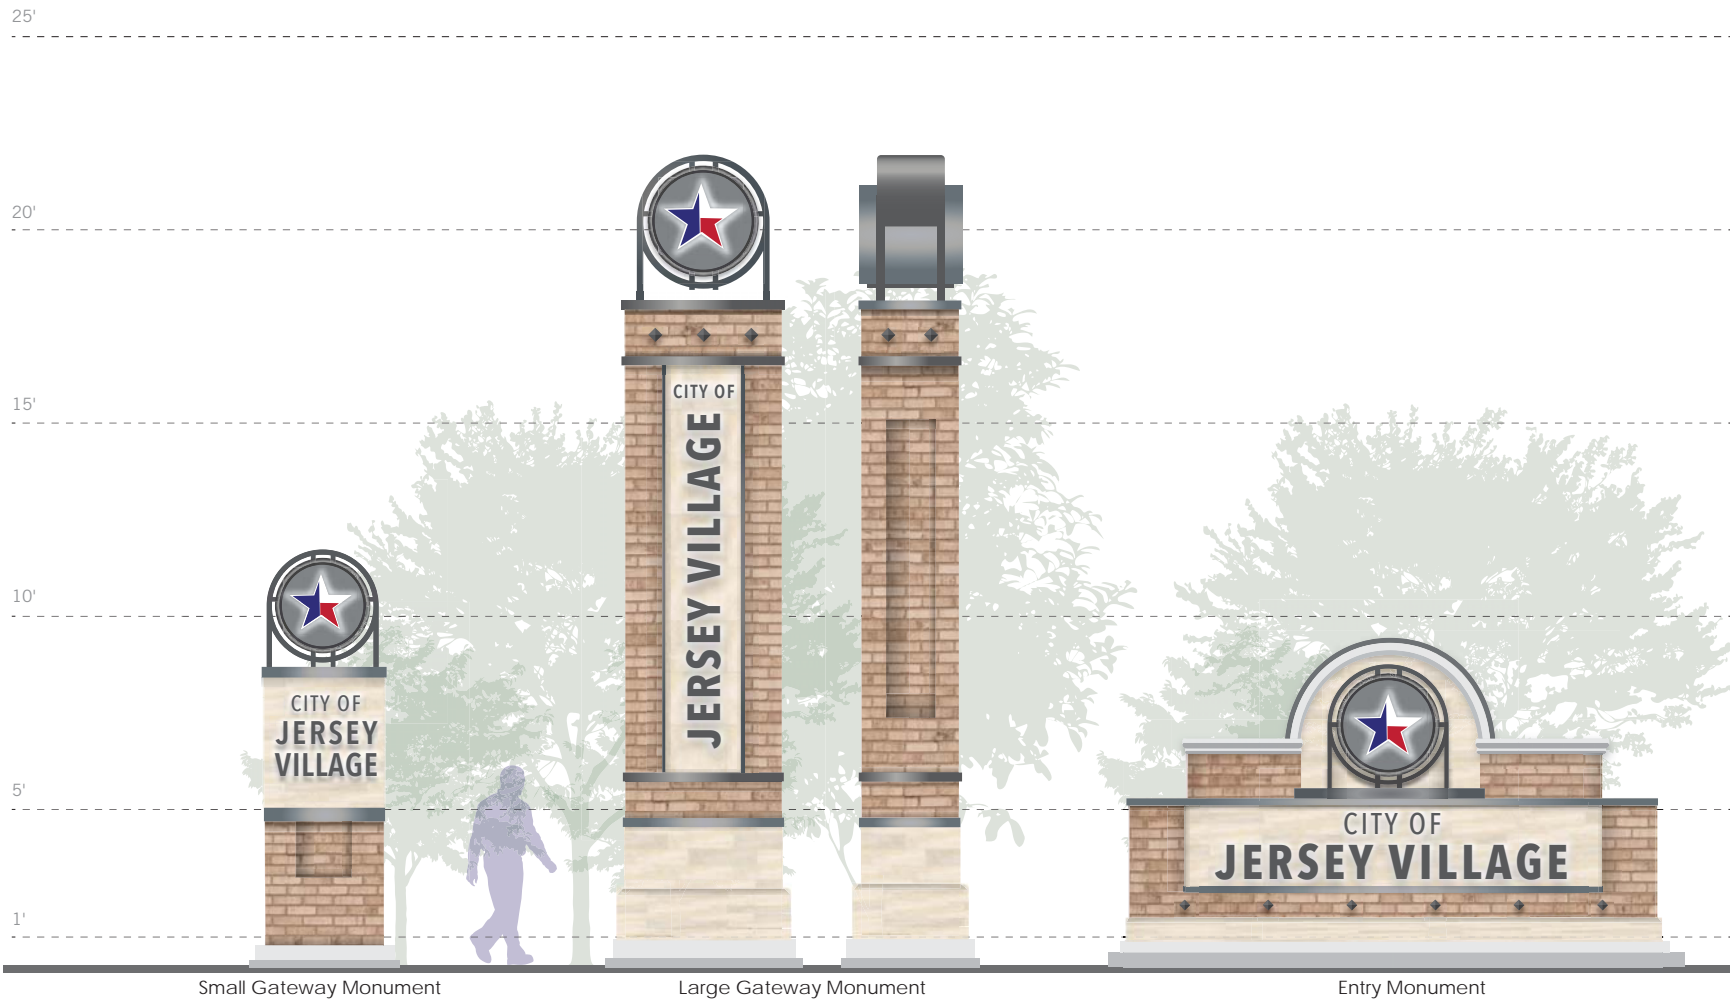 25'
20'
15'
10'
5'
1'
CITY OF
JERSEY
VILLAGE
CITY OF
JERSEY VILLAGE
CITY OF
JERSEY VILLAGE
Small Gateway Monument
Large Gateway Monument
Entry Monument